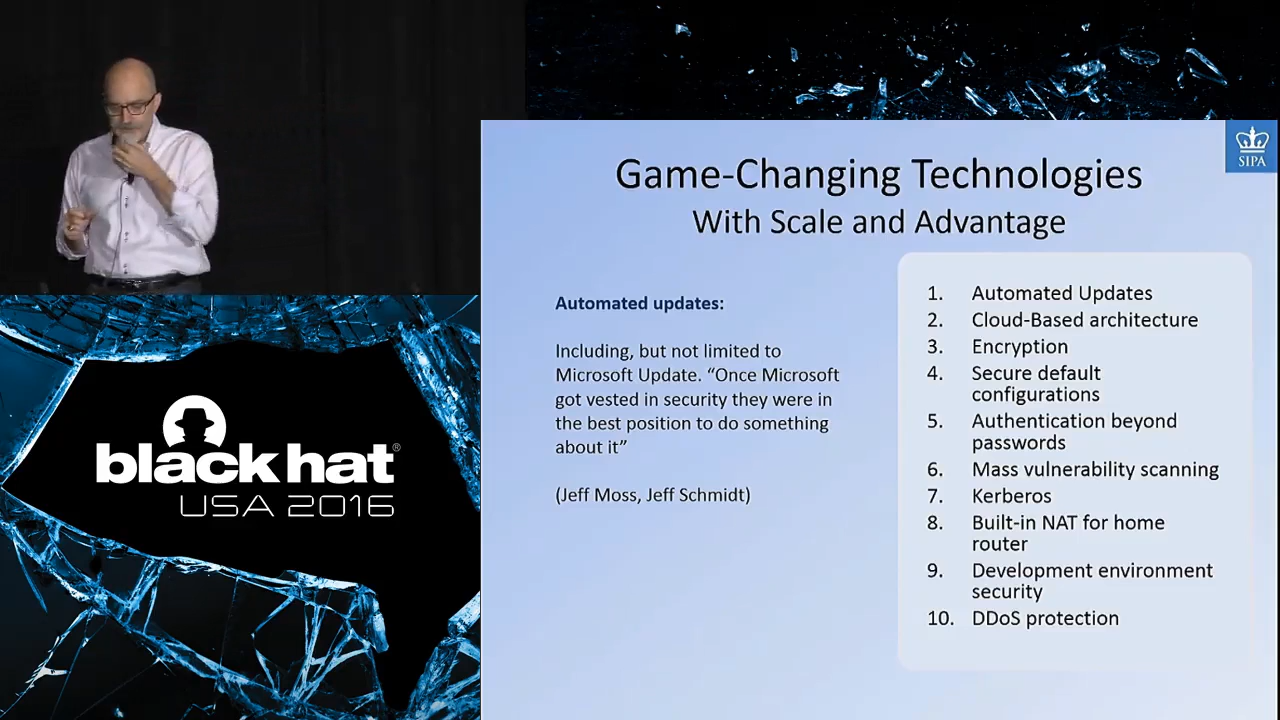 SIPA
Game-Changing Technologies
With Scale and Advantage
Automated updates:
Including, but not limited to
Microsoft Update. “Once Microsoft
got vested in security they were in
the best position to do something
about it”
(Jeff Moss, Jeff Schmidt)
1. Automated Updates
2. Cloud-Based architecture
3. Encryption
4. Secure default
configurations
5. Authentication beyond
passwords
6. Mass vulnerability scanning
7. Kerberos
8. Built-in NAT for home
router
9. Development environment
security
10. DDoS protection
black hat®
USA 2016